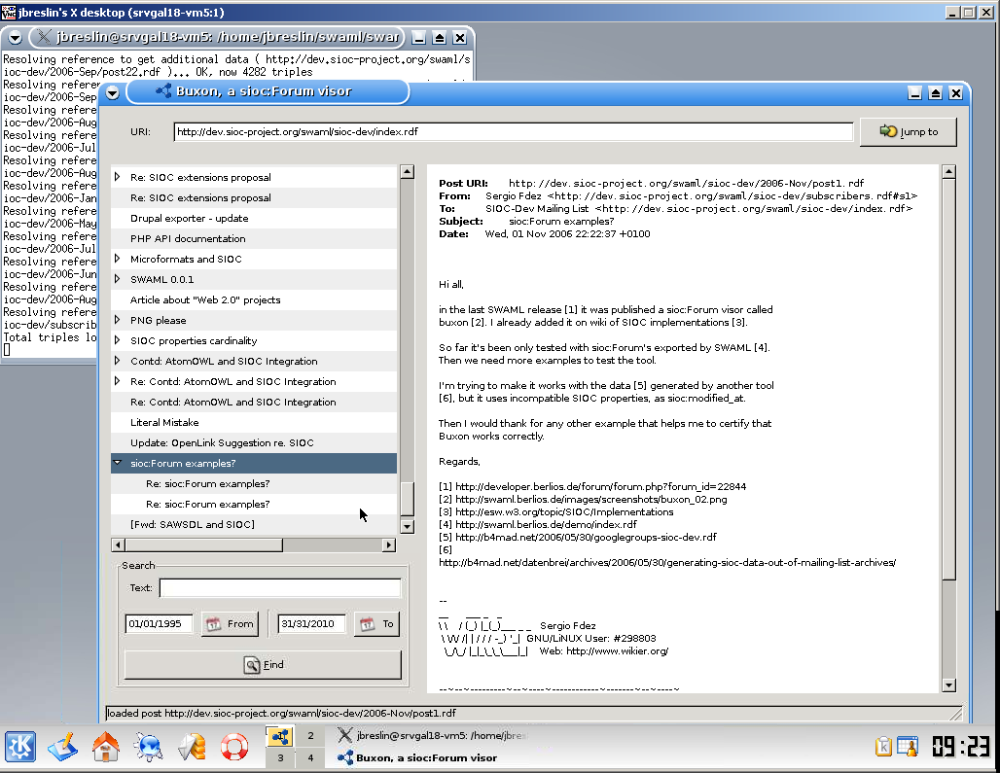 jbreslin's X desktop (srvgal18-vm5:1)
jbreslin@srvgal18-vm5: /home/jbreslin/swaml/swar
Resolving reference to get additional data ( http://dev.sioc-project.org/swaml/s
ioc-dev/2006-Sep/post22.rdf )... OK, now 4282 triples
Resolving refere
ioc-dev/2006-Sep
Resolving refere
ioc-dev/2006-Aug
Resolving refere
ioc-dev/2006-Jul
Resolving refere
ioc-dev/2006-Aug
Resolving refere
ioc-dev/2006-Jan
Resolving refere
ioc-dev/2006-May
Resolving refere
ioc-dev/2006-Jul
Resolving refere
ioc-dev/2006-Jun
Resolving refere
ioc-dev/2006-Aug
Resolving refere
ioc-dev/subscrib
Total triples lo
Buxon, a sioc:Forum visor
URI: http://dev.sioc-project.org/swaml/sioc-dev/index.rdf Jump to
Re: SIOC extensions proposal
Re: SIOC extensions proposal
Drupal exporter - update
PHP API documentation
Microformats and SIOC
SWAML 0.0.1
Article about "Web 2.0" projects
PNG please
SIOC properties cardinality
Contd: AtomOWL and SIOC Integration
Re: Contd: AtomOWL and SIOC Integration
Re: Contd: AtomOWL and SIOC Integration
Literal Mistake
Update: OpenLink Suggestion re. SIOC
sioc:Forum examples?
Re: sioc:Forum examples?
Re: sioc:Forum examples?
[Fwd: SAWSDL and SIOC]
Search
Text:
01/01/1995 From 31/31/2010 To
Find
Post URI: http://dev.sioc-project.org/swaml/sioc-dev/2006-Nov/post1.rdf
From: Sergio Fdez <http://dev.sioc-project.org/swaml/sioc-dev/subscribers.rdf#s1>
To: SIOC-Dev Mailing List <http://dev.sioc-project.org/swaml/sioc-dev/index.rdf>
Subject: sioc:Forum examples?
Date: Wed, 01 Nov 2006 22:22:37 +0100
Hi all,
in the last SWAML release [1] it was published a sioc:Forum visor called
buxon [2]. I already added it on wiki of SIOC implementations [3].
So far it's been only tested with sioc:Forum's exported by SWAML [4].
Then we need more examples to test the tool.
I'm trying to make it works with the data [5] generated by another tool
[6], but it uses incompatible SIOC properties, as sioc:modified_at.
Then I would thank for any other example that helps me to certify that
Buxon works correctly.
Regards,
[1] http://developer.berlios.de/forum/forum.php?forum_id=22844
[2] http://swaml.berlios.de/images/screenshots/buxon_02.png
[3] http://esw.w3.org/topic/SIOC/Implementations
[4] http://swaml.berlios.de/demo/index.rdf
[5] http://b4mad.net/2006/05/30/googlegroups-sioc-dev.rdf
[6]
http://b4mad.net/datenbrei/archives/2006/05/30/generating-sioc-data-out-of-mailing-list-archives/
--
Sergio Fdez
GNU/LiNUX User: #298803
Web: http://www.wikier.org/
--~--~---------~--~----~------------~-------~--~----~
loaded post http://dev.sioc-project.org/swaml/sioc-dev/2006-Nov/post1.rdf
2
3 4
jbreslin@srvgal18-vm5: /home/jbres
Buxon, a sioc:Forum visor
09:23